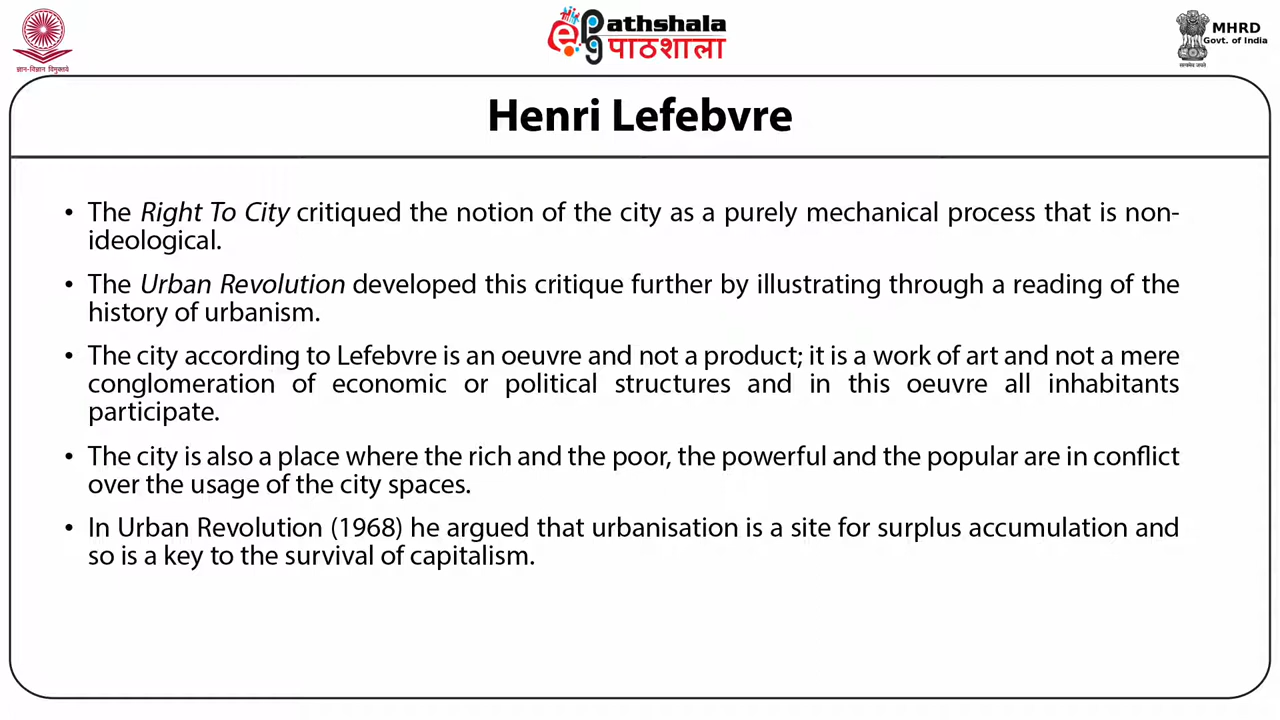 ज्ञान-विज्ञान विमुक्तये
epg
athshala
पाठशाला
सत्यमेव जयते
MHRD
Govt. of India
Henri Lefebvre
• The Right To City critiqued the notion of the city as a purely mechanical process that is non-
ideological.
• The Urban Revolution developed this critique further by illustrating through a reading of the
history of urbanism.
• The city according to Lefebvre is an oeuvre and not a product; it is a work of art and not a mere
conglomeration of economic or political structures and in this oeuvre all inhabitants
participate.
• The city is also a place where the rich and the poor, the powerful and the popular are in conflict
over the usage of the city spaces.
• In Urban Revolution (1968) he argued that urbanisation is a site for surplus accumulation and
so is a key to the survival of capitalism.